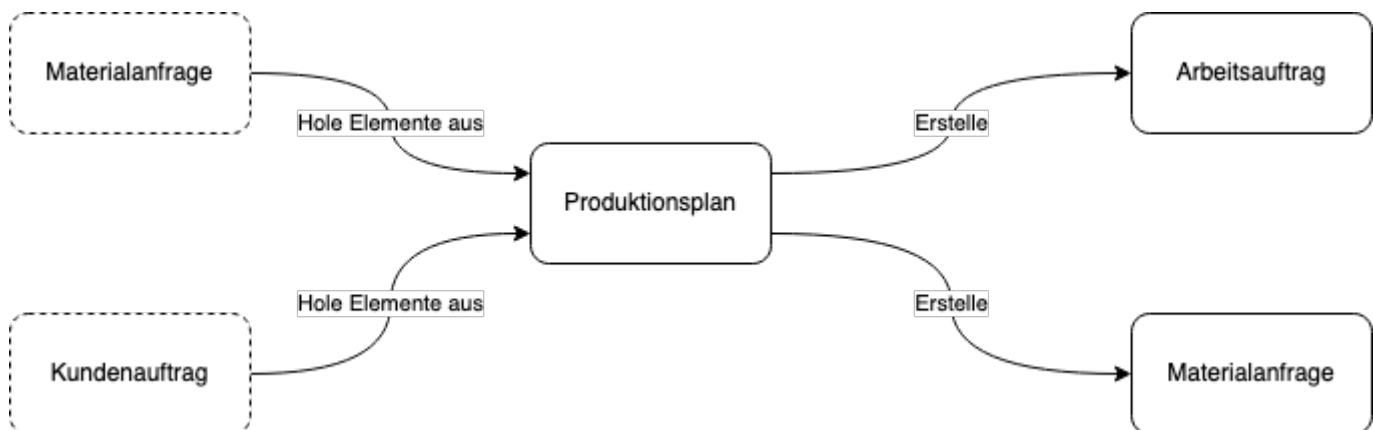 Materialanfrage
Arbeitsauftrag
Hole Elemente aus
Erstelle
Produktionsplan
Hole Elemente aus
Erstelle
Kundenauftrag
Materialanfrage